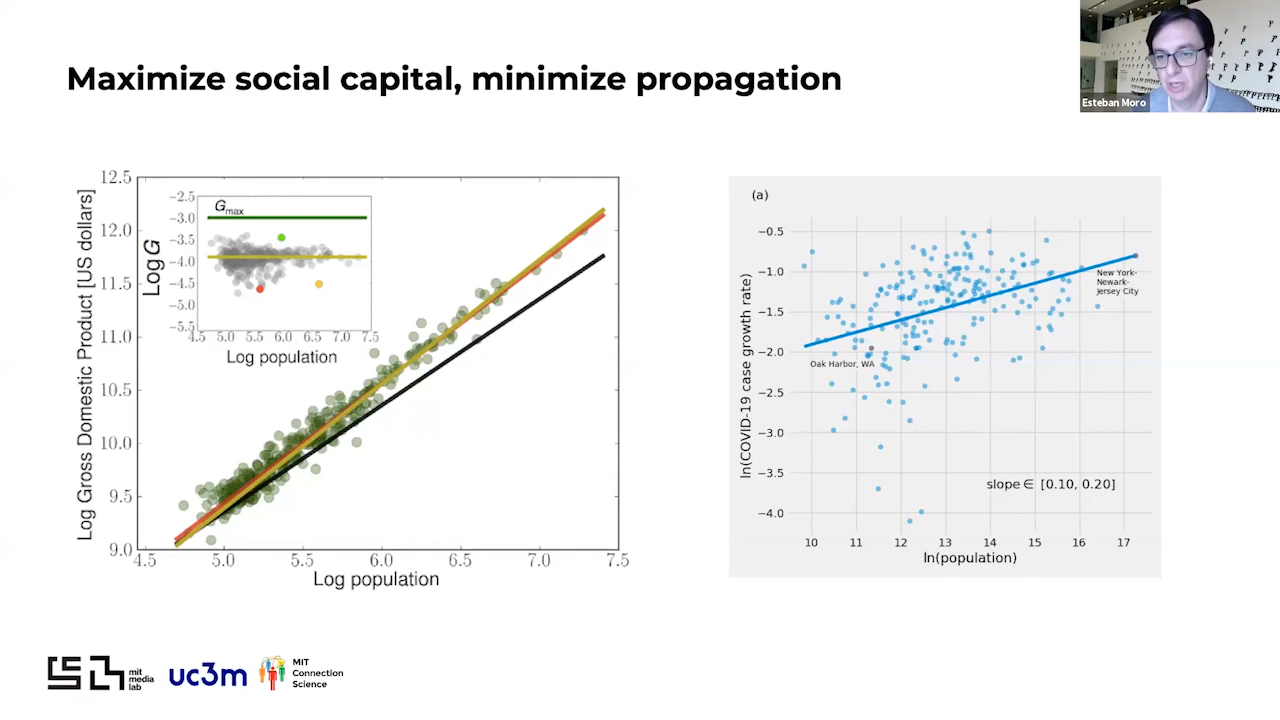 Maximize social capital, minimize propagation
Esteban Moro
12.5
12.0
11.5
11.0
10.5
10.0
9.5
9.0
Log Gross Domestic Product [US dollars]
4.5 5.0 5.5 6.0 6.5 7.0 7.5
Log population
Log G
−2.5
−3.0
−3.5
−4.0
−4.5
−5.0
−5.5
Gmax
4.5 5.0 5.5 6.0 6.5 7.0 7.5
Log population
(a)
ln(COVID-19 case growth rate)
−0.5
−1.0
−1.5
−2.0
−2.5
−3.0
−3.5
−4.0
New York-
Newark-
Jersey City
Oak Harbor, WA
slope ∈ [0.10, 0.20]
10 11 12 13 14 15 16 17
ln(population)
mit
media
lab
uc3m
MIT
Connection
Science